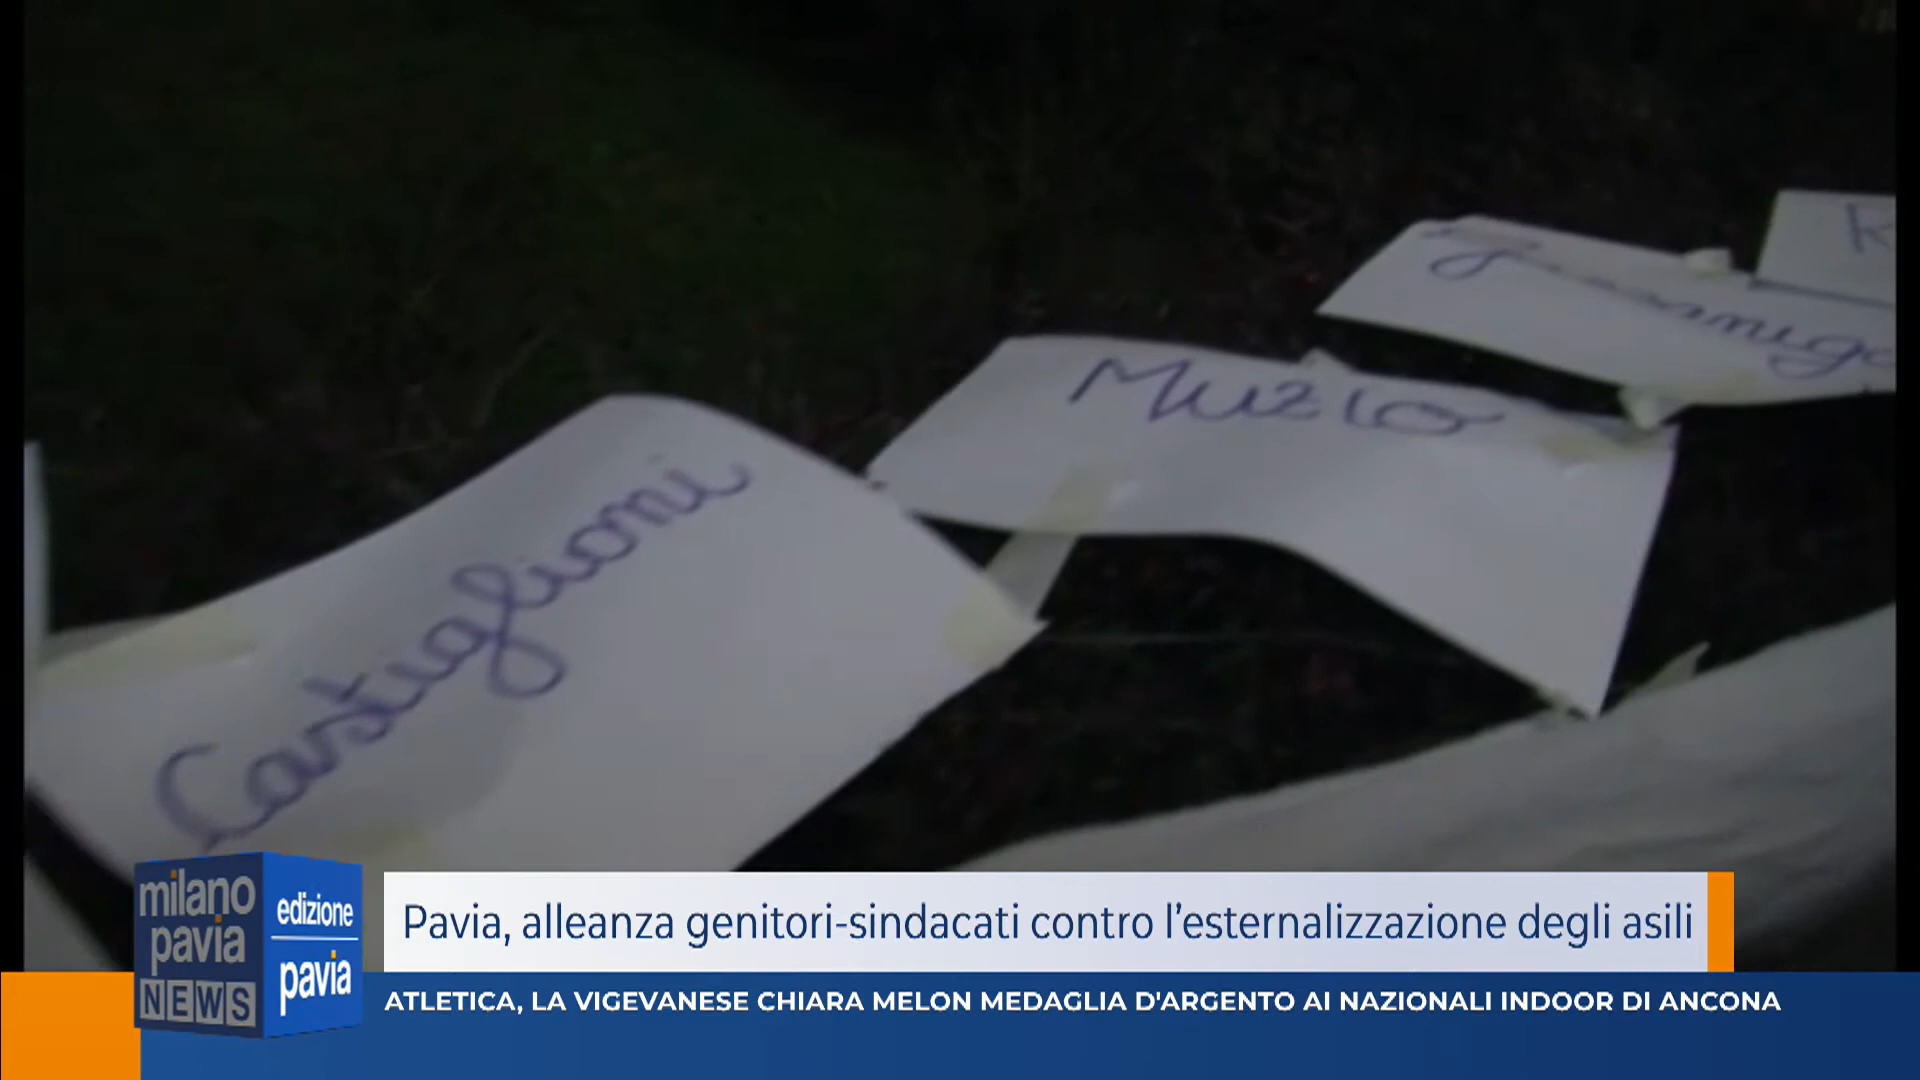 Muzio
Castiglioni
Pavia, alleanza genitori-sindacati contro l'esternalizzazione degli asili
ATLETICA, LA VIGEVANESE CHIARA MELON MEDAGLIA D'ARGENTO AI NAZIONALI INDOOR DI ANCONA
milano
pavia
NEWS
edizione
pavia